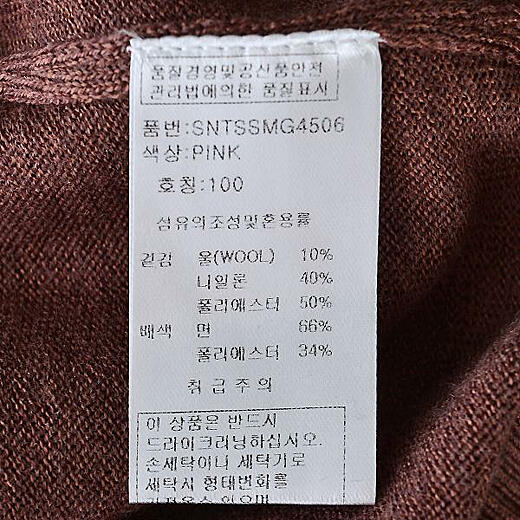 품질경영및공산품안전
관리법에의한 품질표시
품번:SNTSSMG4506
색상:PINK
호칭:100
섬유의조성및혼용률
겉감 울(WOOL) 10%
나일론 40%
폴리에스터 50%
배색 면 66%
폴리에스터 34%
취급주의
이 상품은 반드시
드라이크리닝하십시오.
손세탁이나 세탁기로
세탁시 형태변화를